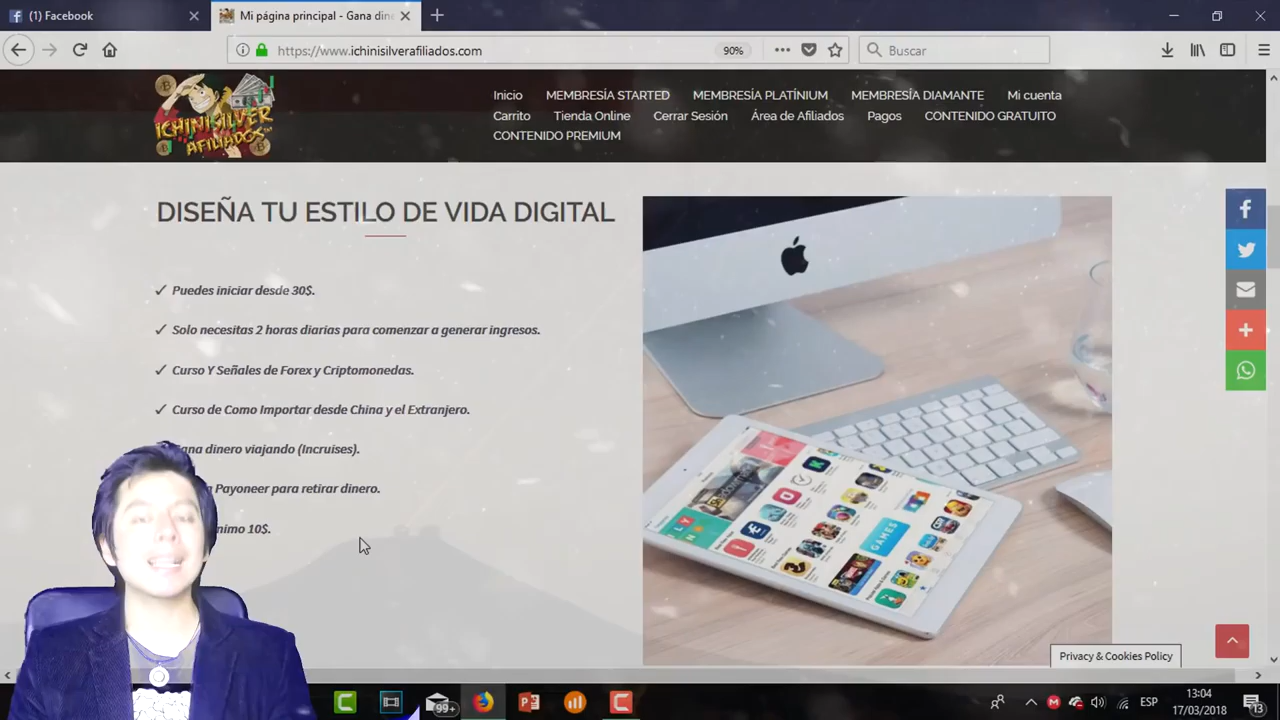 (1) Facebook
Mi página principal - Gana din
https://www.ichinisilverafiliados.com
90%
Buscar
ICHINISILVER
AFILIADOS
Inicio MEMBRESÍA STARTED MEMBRESÍA PLATÍNIUM MEMBRESÍA DIAMANTE Mi cuenta
Carrito Tienda Online Cerrar Sesión Área de Afiliados Pagos CONTENIDO GRATUITO
CONTENIDO PREMIUM
DISEÑA TU ESTILO DE VIDA DIGITAL
Puedes iniciar desde 30$.
Solo necesitas 2 horas diarias para comenzar a generar ingresos.
Curso Y Señales de Forex y Criptomonedas.
Curso de Como Importar desde China y el Extranjero.
ana dinero viajando (Incruises).
Payoneer para retirar dinero.
nimo 10$.
GAMES
Privacy & Cookies Policy
99+
ESP
13:04
17/03/2018
13